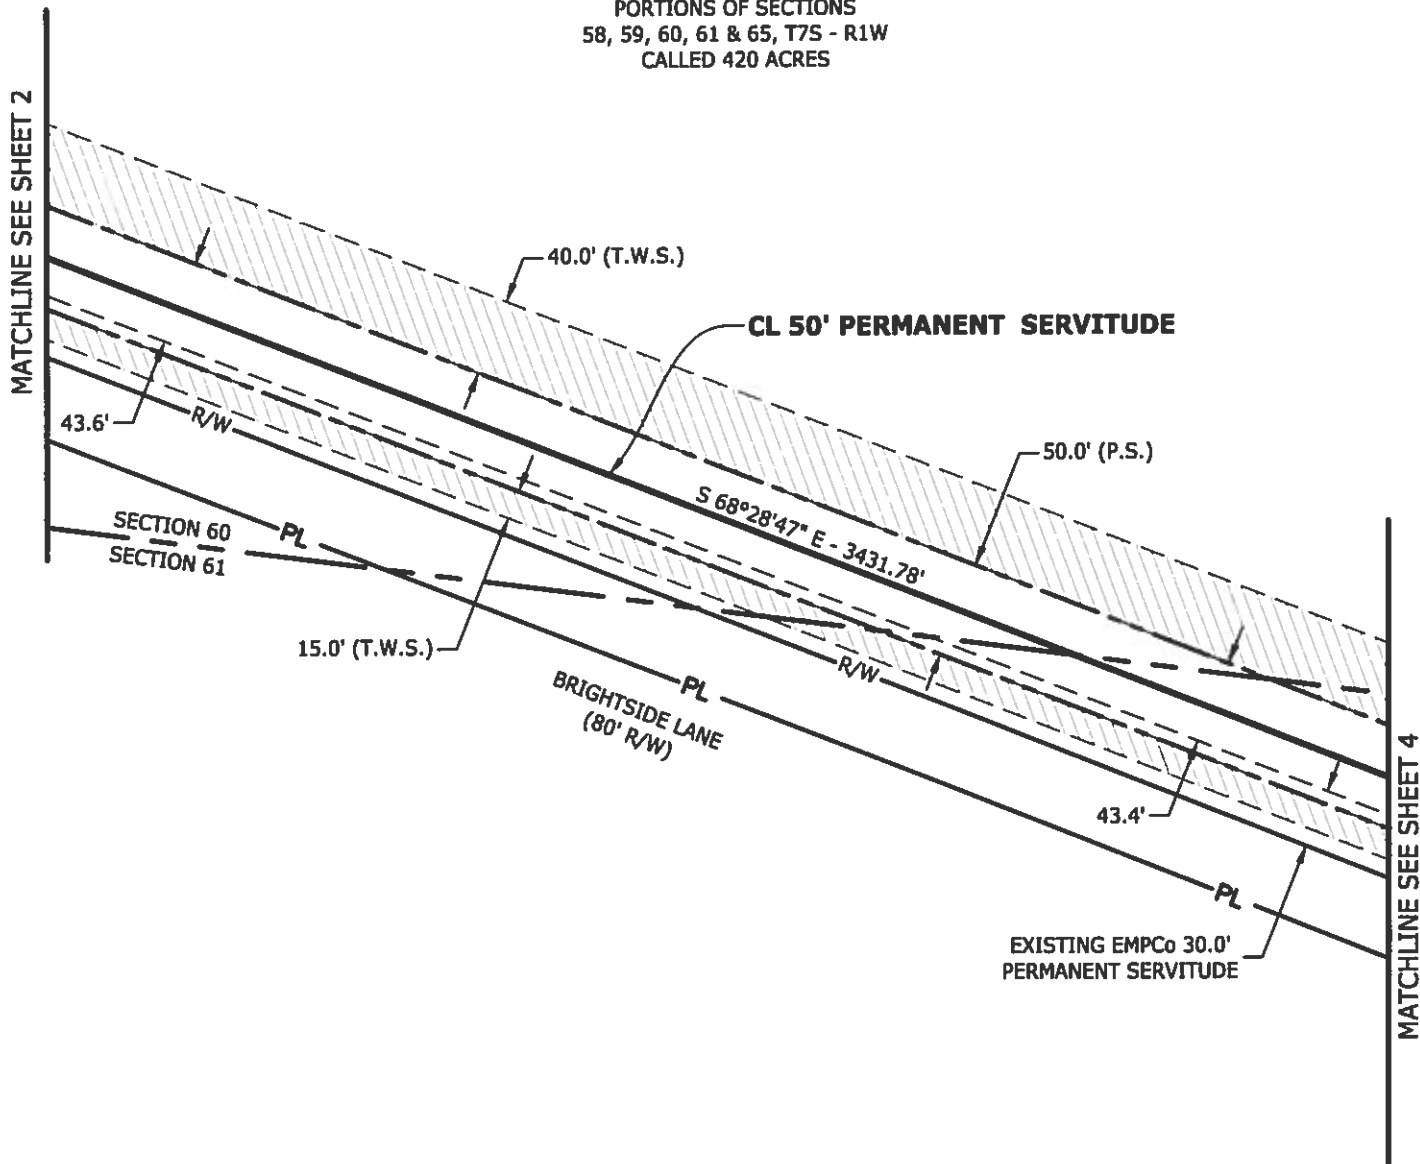 PORTIONS OF SECTIONS
58, 59, 60, 61 & 65, T7S - R1W
CALLED 420 ACRES
MATCHLINE SEE SHEET 2
40.0' (T.W.S.)
CL 50' PERMANENT SERVITUDE
43.6'
R/W
50.0' (P.S.)
S 68°28'47" E - 3431.78'
SECTION 60
SECTION 61
PL
15.0' (T.W.S.)
R/W
PL
BRIGHTSIDE LANE
(80' R/W)
43.4'
PL
EXISTING EMPCo 30.0'
PERMANENT SERVITUDE
MATCHLINE SEE SHEET 4